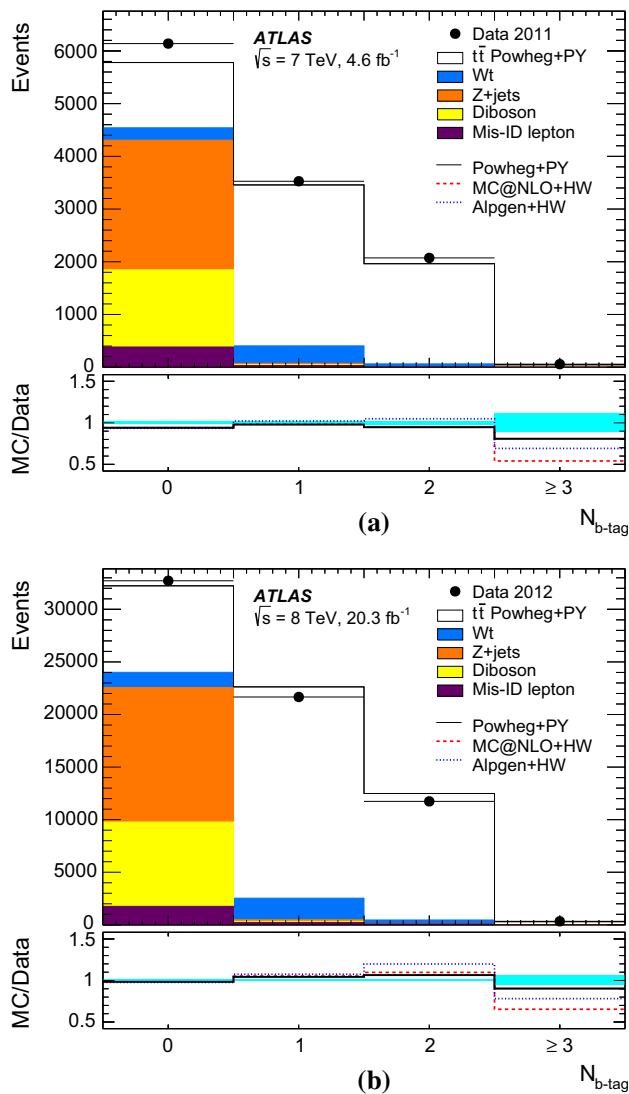 Events
6000
5000
4000
3000
2000
1000
0
ATLAS
√s = 7 TeV, 4.6 fb⁻¹
Data 2011
tt̄ Powheg+PY
Wt
Z+jets
Diboson
Mis-ID lepton
Powheg+PY
MC@NLO+HW
Alpgen+HW
MC/Data
1.5
1
0.5
0 1 2 ≥ 3
N_b-tag
(a)
Events
30000
25000
20000
15000
10000
5000
0
ATLAS
√s = 8 TeV, 20.3 fb⁻¹
Data 2012
tt̄ Powheg+PY
Wt
Z+jets
Diboson
Mis-ID lepton
Powheg+PY
MC@NLO+HW
Alpgen+HW
MC/Data
1.5
1
0.5
0 1 2 ≥ 3
N_b-tag
(b)